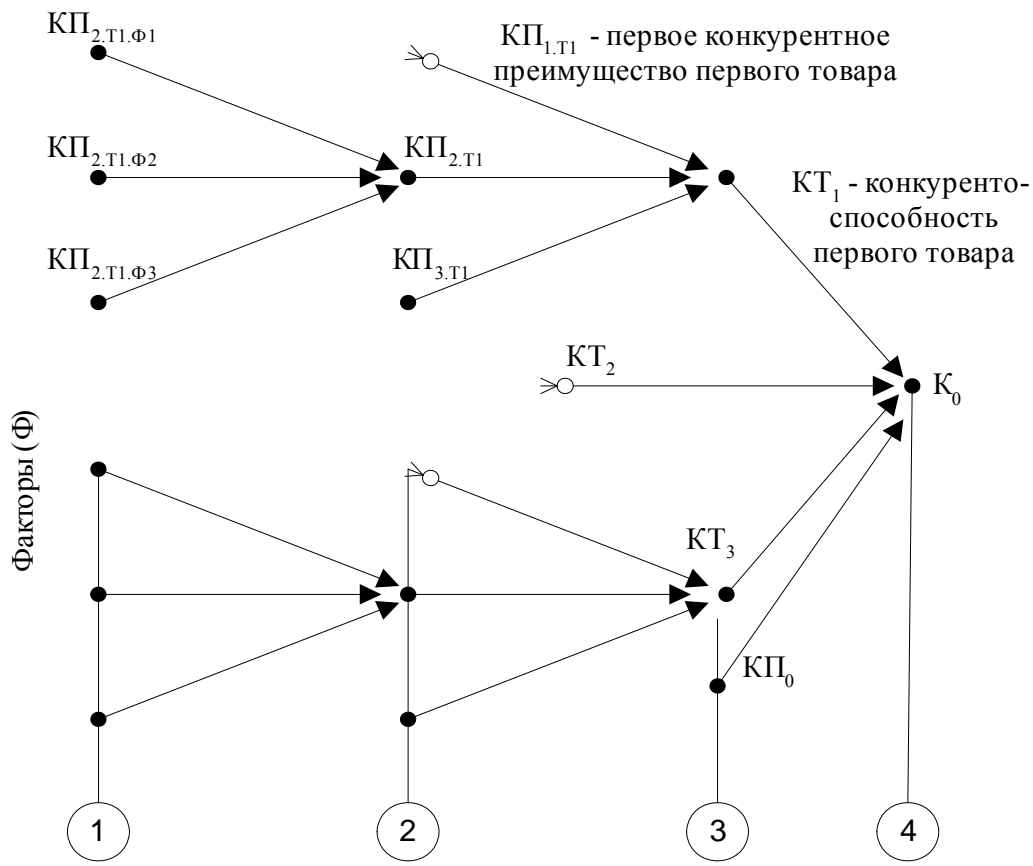 КП2.Т1.Ф1
КП1.Т1 - первое конкурентное
преимущество первого товара
КП2.Т1.Ф2
КП2.Т1
КТ1 - конкуренто-
способность
первого товара
КП2.Т1.Ф3
КП3.Т1
КТ2
К0
Факторы (Ф)
КТ3
КП0
1
2
3
4